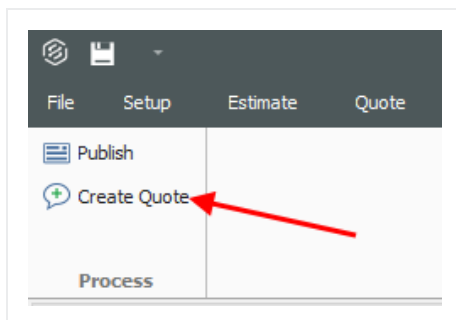 File Setup Estimate Quote
Publish
Create Quote
Process